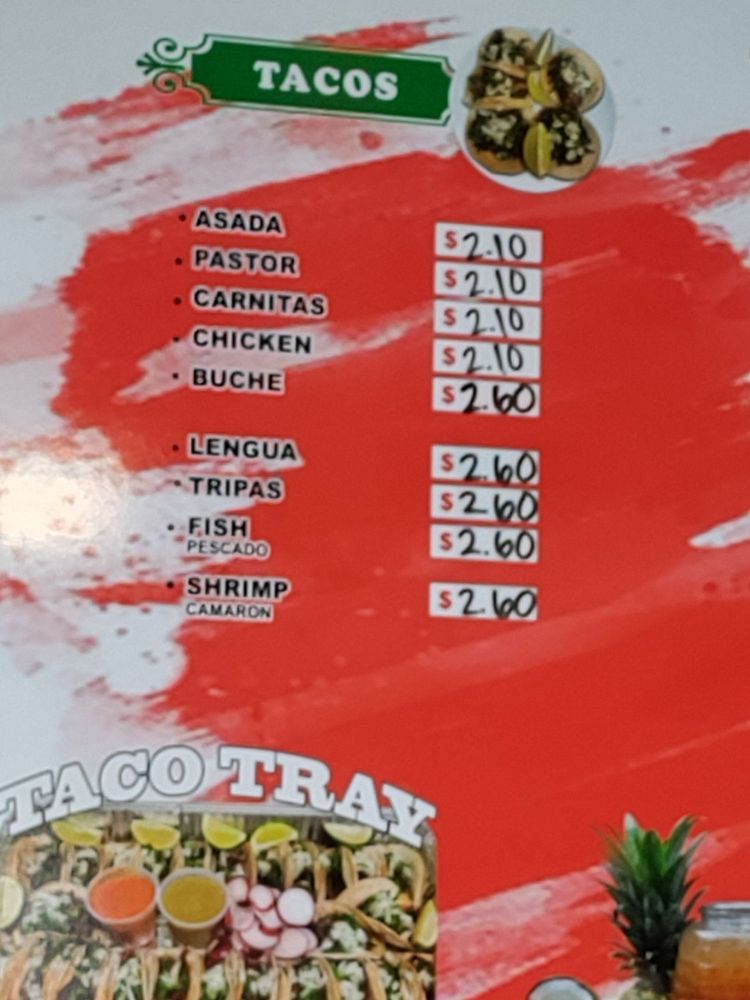 TACOS
• ASADA $2.10
• PASTOR $2.10
• CARNITAS $2.10
• CHICKEN $2.10
• BUCHE $2.60
• LENGUA $2.60
• TRIPAS $2.60
• FISH $2.60
PESCADO
• SHRIMP $2.60
CAMARON
TACO TRAY